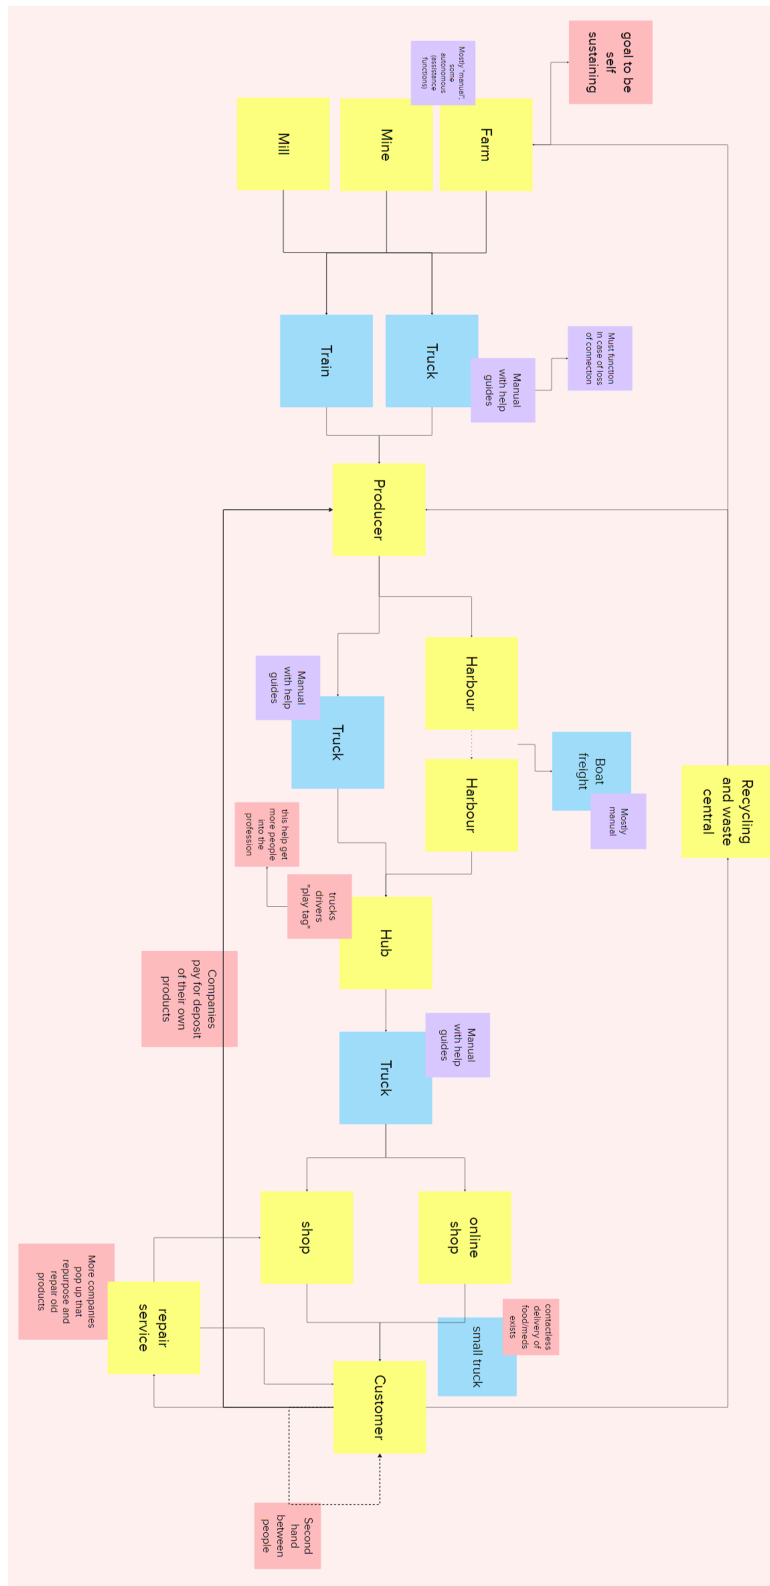 goal to be
self
sustaining
Mostly "manual",
some
autonomous
(assistance
functions)
Farm
Mine
Mill
Must function
in case of loss
of connection
Manual
with help
guides
Truck
Train
Producer
Recycling
and waste
central
Boat
freight
Mostly
manual
Harbour
Harbour
Manual
with help
guides
Truck
this help get
more people
into the
profession
trucks
drivers
"play tag"
Hub
Companies
pay for deposit
of their own
products
Manual
with help
guides
Truck
online
shop
shop
contactless
delivery of
food/meds
exists
small truck
More companies
pop up that
repurpose and
repair old
products
repair
service
Customer
Second
hand
between
people